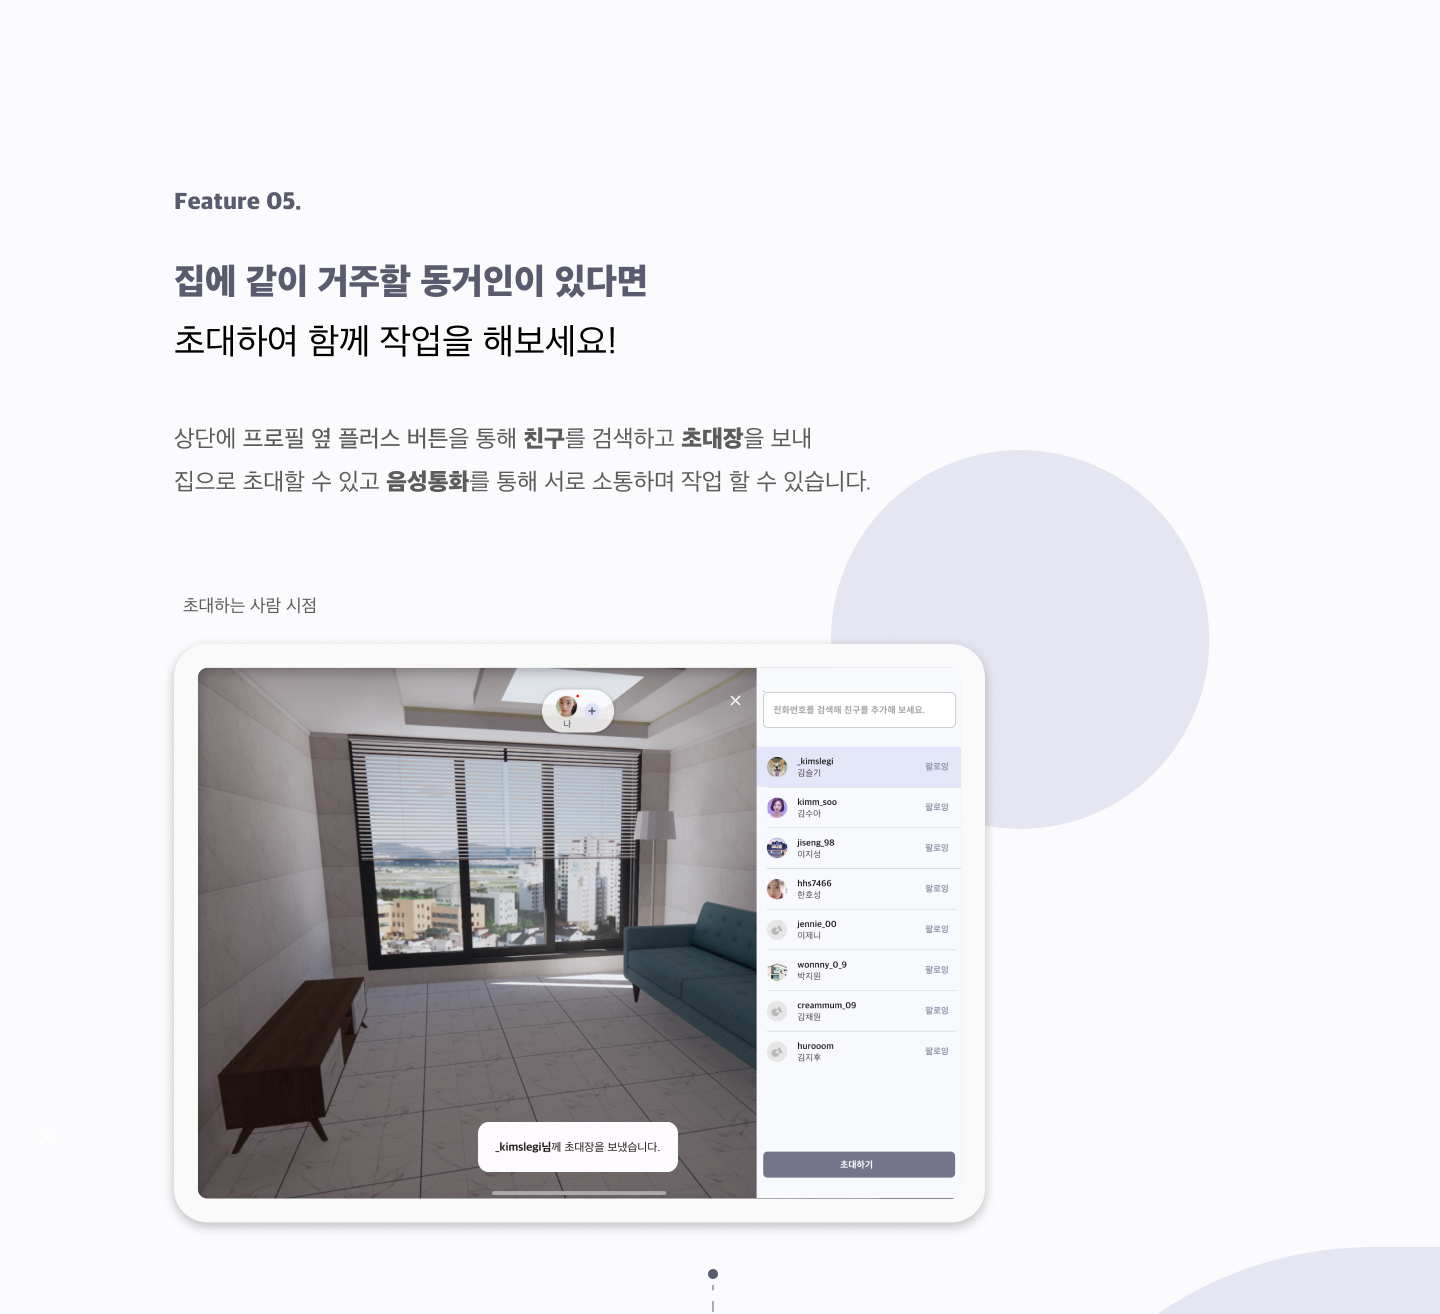 Feature 05.
집에 같이 거주할 동거인이 있다면
초대하여 함께 작업을 해보세요!
상단에 프로필 옆 플러스 버튼을 통해 친구를 검색하고 초대장을 보내
집으로 초대할 수 있고 음성통화를 통해 서로 소통하며 작업 할 수 있습니다.
초대하는 사람 시점
나
전화번호를 검색해 친구를 추가해 보세요.
_kimslegi
김슬기
팔로잉
kimm_soo
김수아
팔로잉
jiseng_98
이지성
팔로잉
hhs7466
한호성
팔로잉
jennie_00
이제니
팔로잉
wonnny_0_9
박지원
팔로잉
creammum_09
김채원
팔로잉
hurooom
김지후
팔로잉
_kimslegi님께 초대장을 보냈습니다.
초대하기